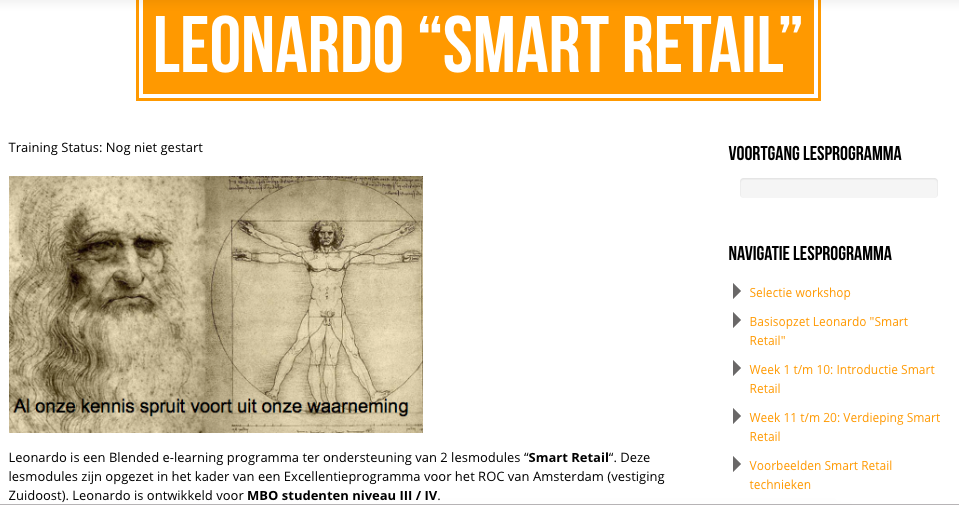 LEONARDO “SMART RETAIL”
Training Status: Nog niet gestart
Al onze kennis spruit voort uit onze waarneming
Leonardo is een Blended e-learning programma ter ondersteuning van 2 lesmodules “Smart Retail“. Deze
lesmodules zijn opgezet in het kader van een Excellentieprogramma voor het ROC van Amsterdam (vestiging
Zuidoost). Leonardo is ontwikkeld voor MBO studenten niveau III / IV.
VOORTGANG LESPROGRAMMA
NAVIGATIE LESPROGRAMMA
Selectie workshop
Basisopzet Leonardo "Smart
Retail"
Week 1 t/m 10: Introductie Smart
Retail
Week 11 t/m 20: Verdieping Smart
Retail
Voorbeelden Smart Retail
technieken